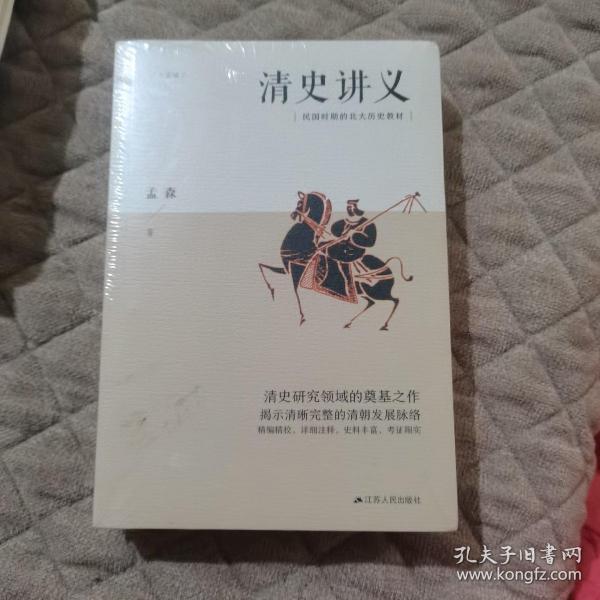 清史讲义
民国时期的北大历史教材
孟森
著
清史研究领域的奠基之作
揭示清晰完整的清朝发展脉络
精编精校，详细注释，史料丰富，考证翔实
江苏人民出版社
孔夫子旧书网
www.kongfz.com